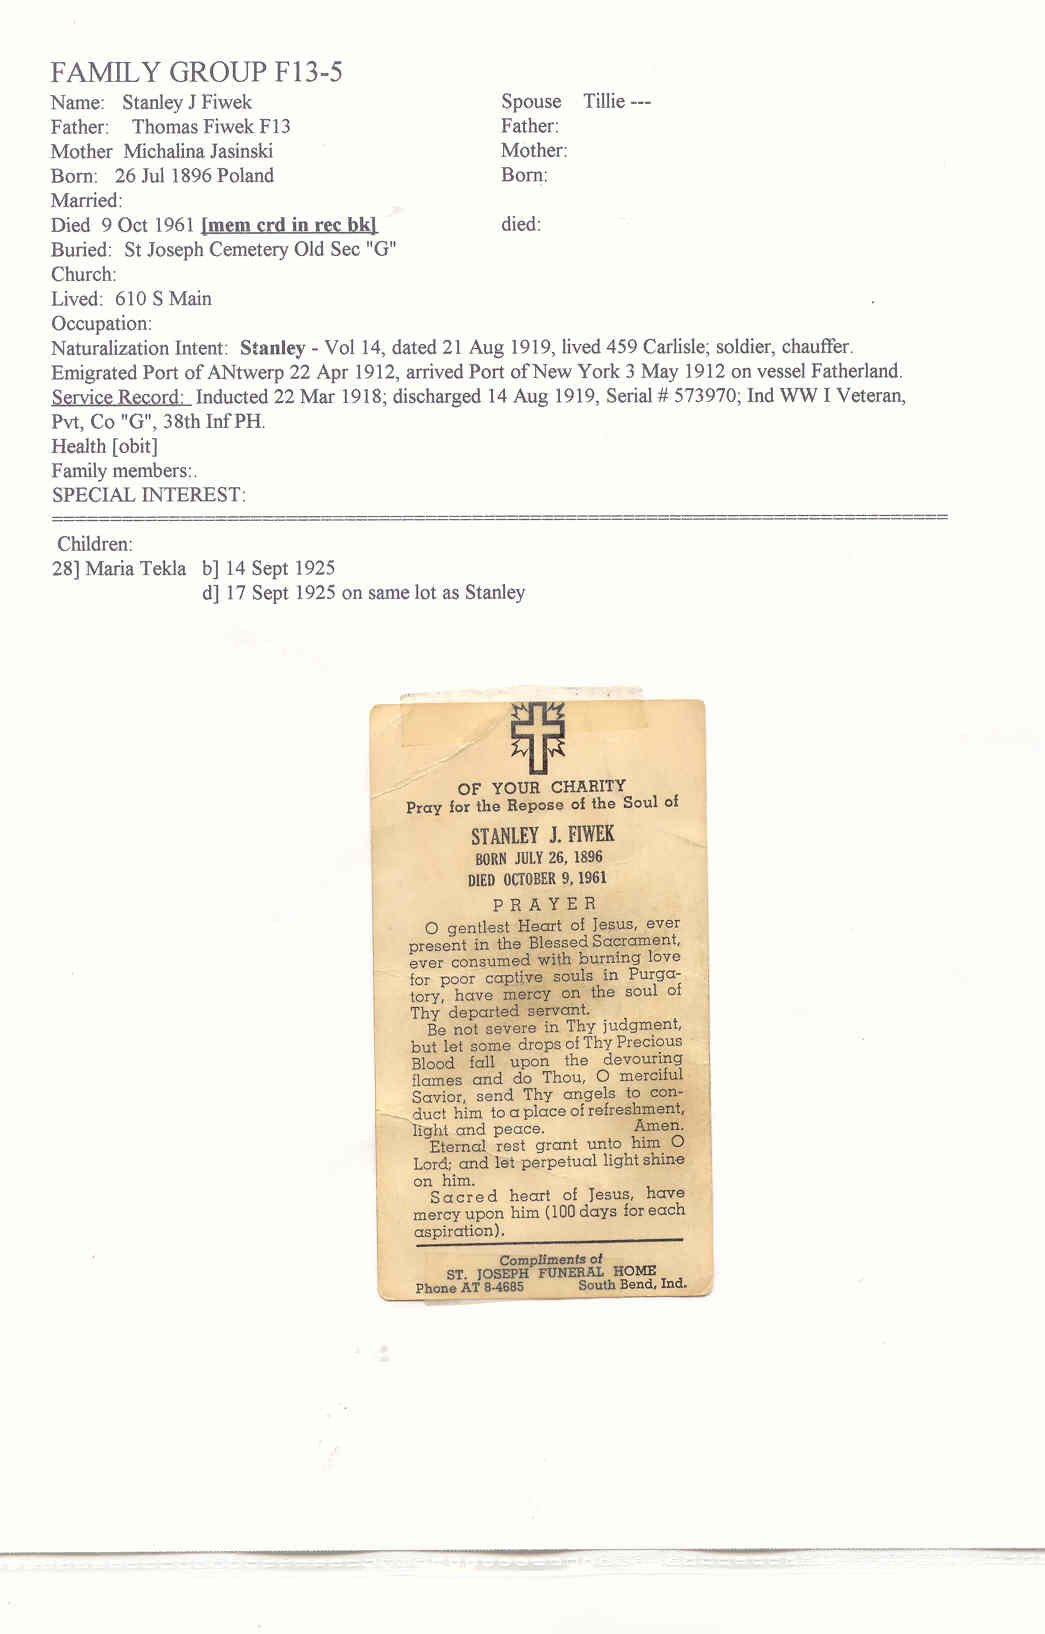 FAMILY GROUP F13-5
Name: Stanley J Fiwek Spouse Tillie ---
Father: Thomas Fiwek F13 Father:
Mother Michalina Jasinski Mother:
Born: 26 Jul 1896 Poland Born:
Married:
Died 9 Oct 1961 [mem crd in rec bk] died:
Buried: St Joseph Cemetery Old Sec "G"
Church:
Lived: 610 S Main
Occupation:
Naturalization Intent: Stanley - Vol 14, dated 21 Aug 1919, lived 459 Carlisle; soldier, chauffer.
Emigrated Port of ANtwerp 22 Apr 1912, arrived Port of New York 3 May 1912 on vessel Fatherland.
Service Record: Inducted 22 Mar 1918; discharged 14 Aug 1919, Serial # 573970; Ind WW I Veteran,
Pvt, Co "G", 38th Inf PH.
Health [obit]
Family members:.
SPECIAL INTEREST:
================================================================================
Children:
28] Maria Tekla b] 14 Sept 1925
d] 17 Sept 1925 on same lot as Stanley
OF YOUR CHARITY
Pray for the Repose of the Soul of
STANLEY J. FIWEK
BORN JULY 26, 1896
DIED OCTOBER 9, 1961
PRAYER
O gentlest Heart of Jesus, ever
present in the Blessed Sacrament,
ever consumed with burning love
for poor captive souls in Purga-
tory, have mercy on the soul of
Thy departed servant.
Be not severe in Thy judgment,
but let some drops of Thy Precious
Blood fall upon the devouring
flames and do Thou, O merciful
Savior, send Thy angels to con-
duct him to a place of refreshment,
light and peace. Amen.
Eternal rest grant unto him O
Lord; and let perpetual light shine
on him.
Sacred heart of Jesus, have
mercy upon him (100 days for each
aspiration).
Compliments of
ST. JOSEPH FUNERAL HOME
Phone AT 8-4685 South Bend, Ind.